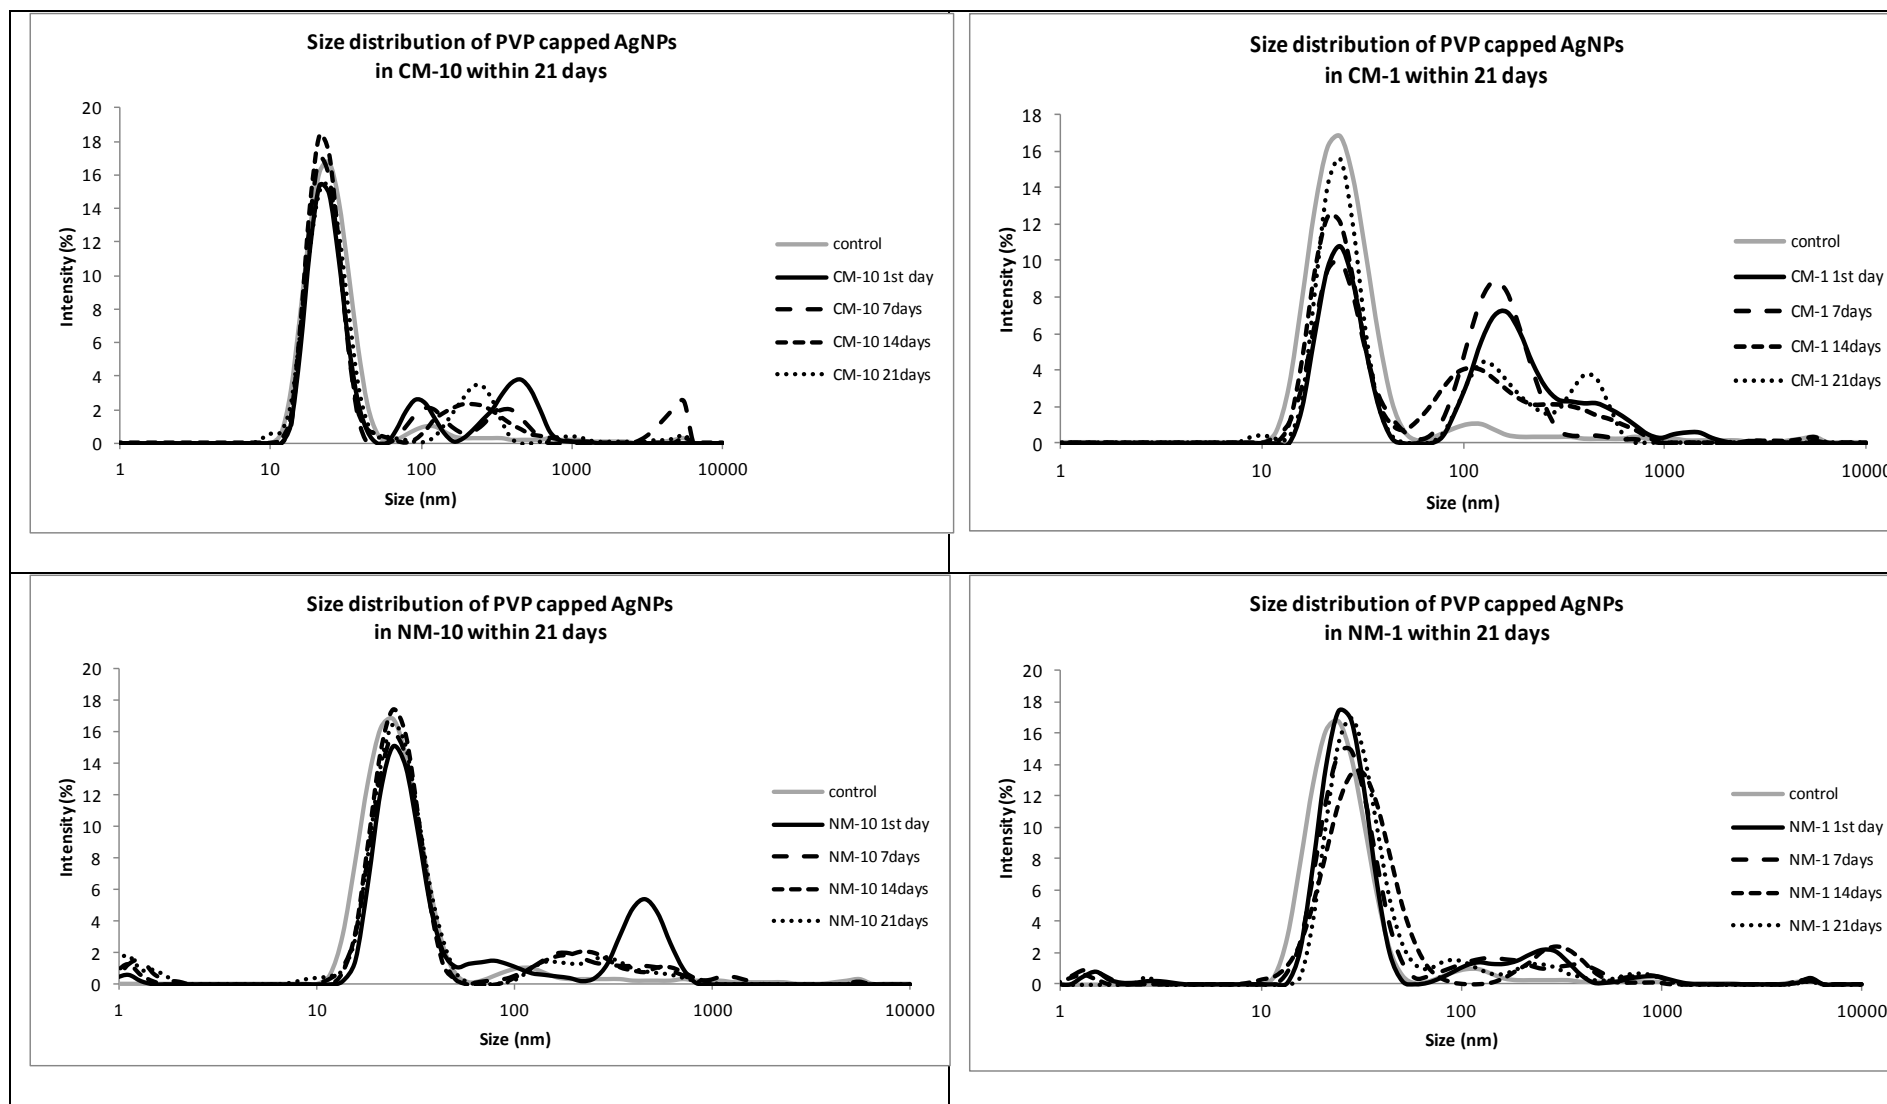 Size distribution of PVP capped AgNPs
in CM-10 within 21 days
20
18
16
14
12
10
8
6
4
2
0
Intensity (%)
1
10
100
1000
10000
Size (nm)
control
CM-10 1st day
CM-10 7days
CM-10 14days
CM-10 21days
Size distribution of PVP capped AgNPs
in CM-1 within 21 days
18
16
14
12
10
8
6
4
2
0
Intensity (%)
1
10
100
1000
10000
Size (nm)
control
CM-1 1st day
CM-1 7days
CM-1 14days
CM-1 21days
Size distribution of PVP capped AgNPs
in NM-10 within 21 days
20
18
16
14
12
10
8
6
4
2
0
Intensity (%)
1
10
100
1000
10000
Size (nm)
control
NM-10 1st day
NM-10 7days
NM-10 14days
NM-10 21days
Size distribution of PVP capped AgNPs
in NM-1 within 21 days
20
18
16
14
12
10
8
6
4
2
0
Intensity (%)
1
10
100
1000
10000
Size (nm)
control
NM-1 1st day
NM-1 7days
NM-1 14days
NM-1 21days